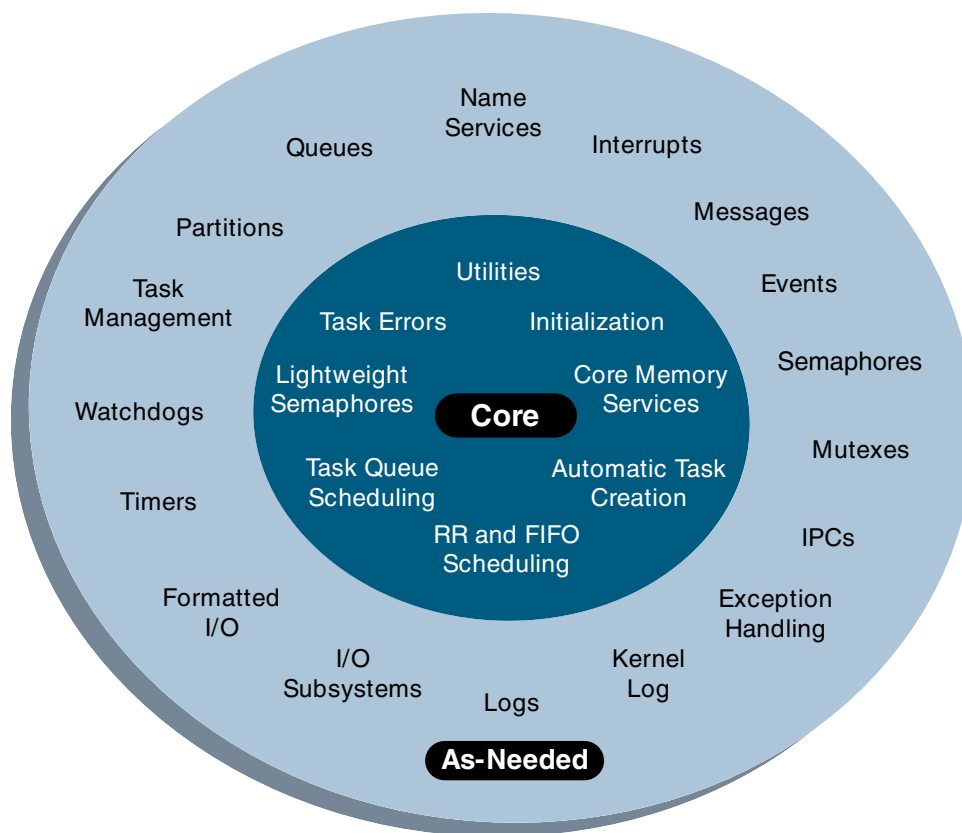 Name
Services
Queues
Interrupts
Partitions
Messages
Task
Management
Events
Watchdogs
Semaphores
Timers
Mutexes
IPCs
Formatted
I/O
Exception
Handling
I/O
Subsystems
Kernel
Log
Logs
As-Needed
Utilities
Task Errors
Initialization
Lightweight
Semaphores
Core Memory
Services
Core
Task Queue
Scheduling
Automatic Task
Creation
RR and FIFO
Scheduling